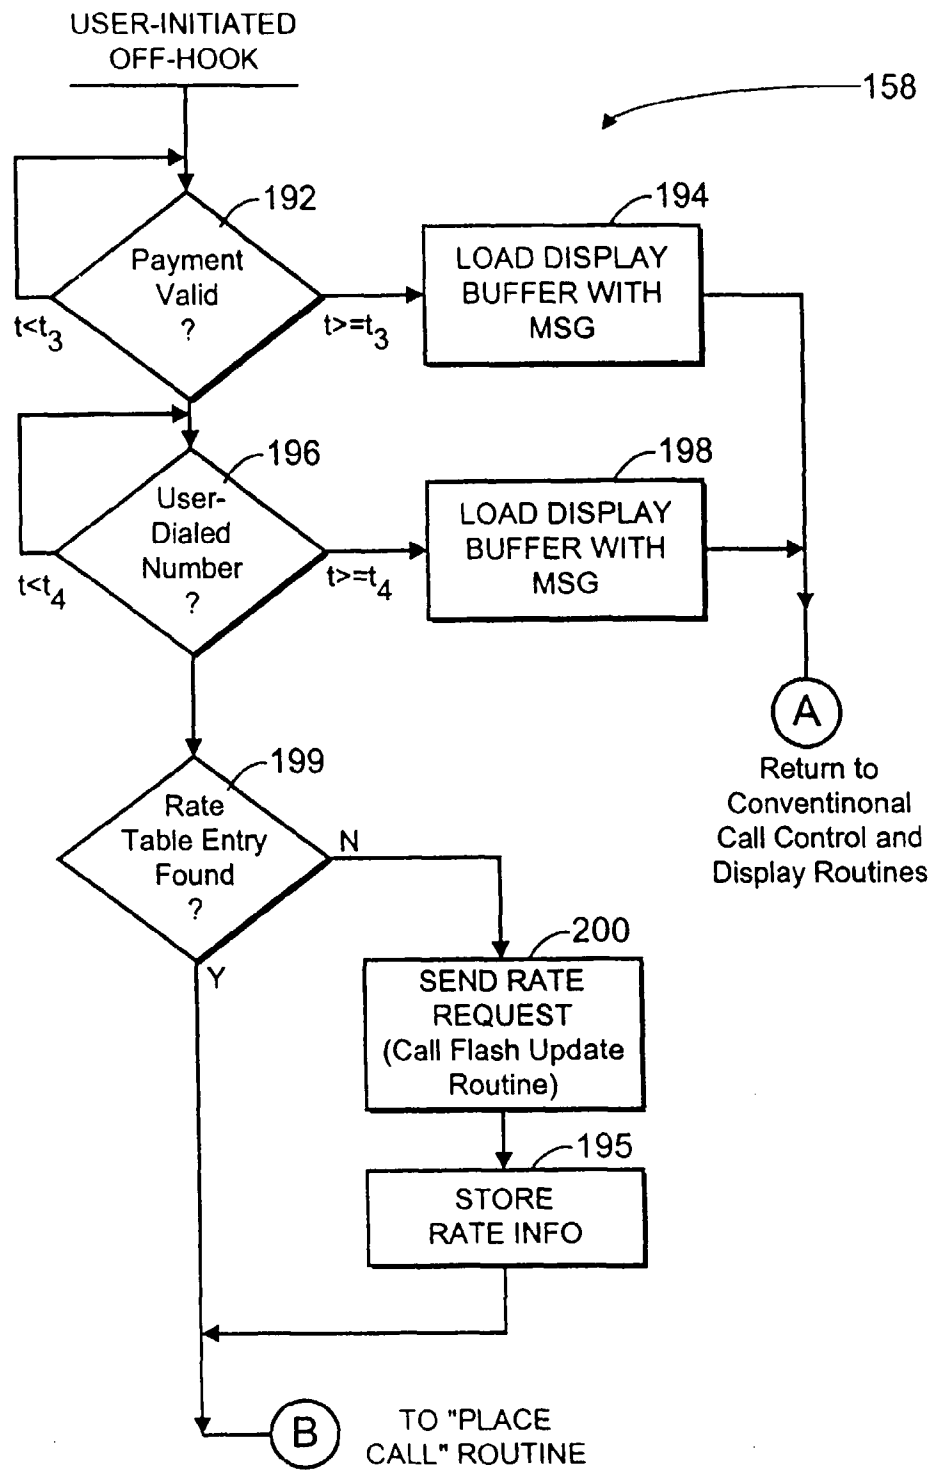 USER-INITIATED
OFF-HOOK
158
192
Payment
Valid
?
t<t3
t>=t3
194
LOAD DISPLAY
BUFFER WITH
MSG
196
User-
Dialed
Number
?
t<t4
t>=t4
198
LOAD DISPLAY
BUFFER WITH
MSG
A
Return to
Conventinonal
Call Control and
Display Routines
199
Rate
Table Entry
Found
?
N
Y
200
SEND RATE
REQUEST
(Call Flash Update
Routine)
195
STORE
RATE INFO
B
TO "PLACE
CALL" ROUTINE